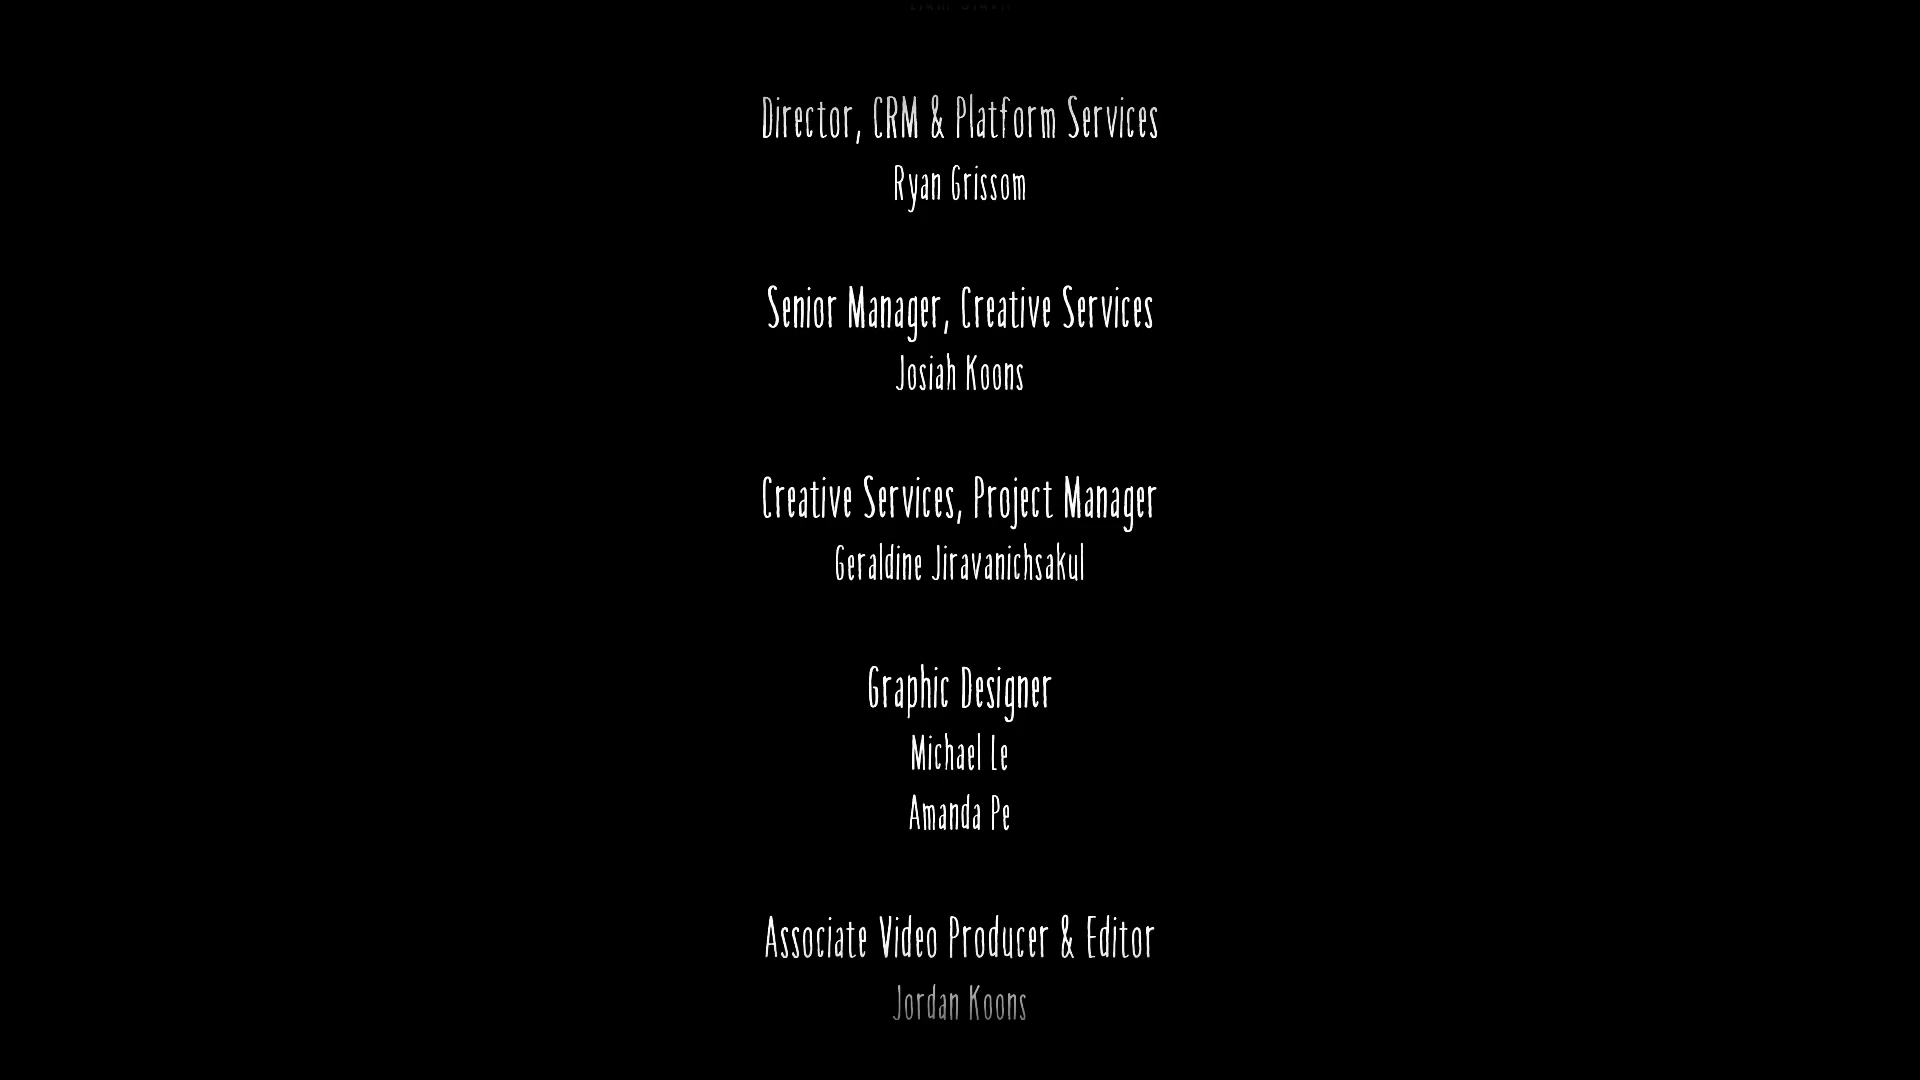 Director, CRM & Platform Services
Ryan Grissom
Senior Manager, Creative Services
Josiah Koons
Creative Services, Project Manager
Geraldine Jiravanichsakul
Graphic Designer
Michael Le
Amanda Pe
Associate Video Producer & Editor
Jordan Koons